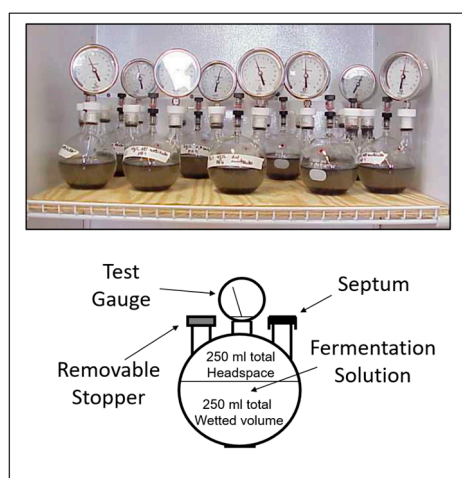 Test
Gauge
Septum
Removable
Stopper
250 ml total
Headspace
250 ml total
Wetted volume
Fermentation
Solution